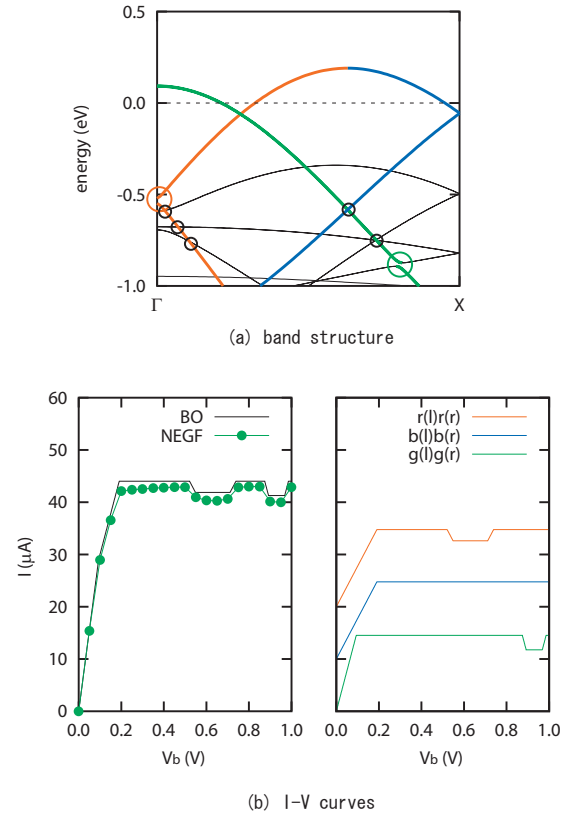 0.5
0.0
-0.5
-1.0
energy (eV)
Γ
X
(a) band structure
60
50
40
30
20
10
0
I (μA)
BO
NEGF
0.0 0.2 0.4 0.6 0.8 1.0
Vb (V)
r(l)r(r)
b(l)b(r)
g(l)g(r)
0.0 0.2 0.4 0.6 0.8 1.0
Vb (V)
(b) I-V curves